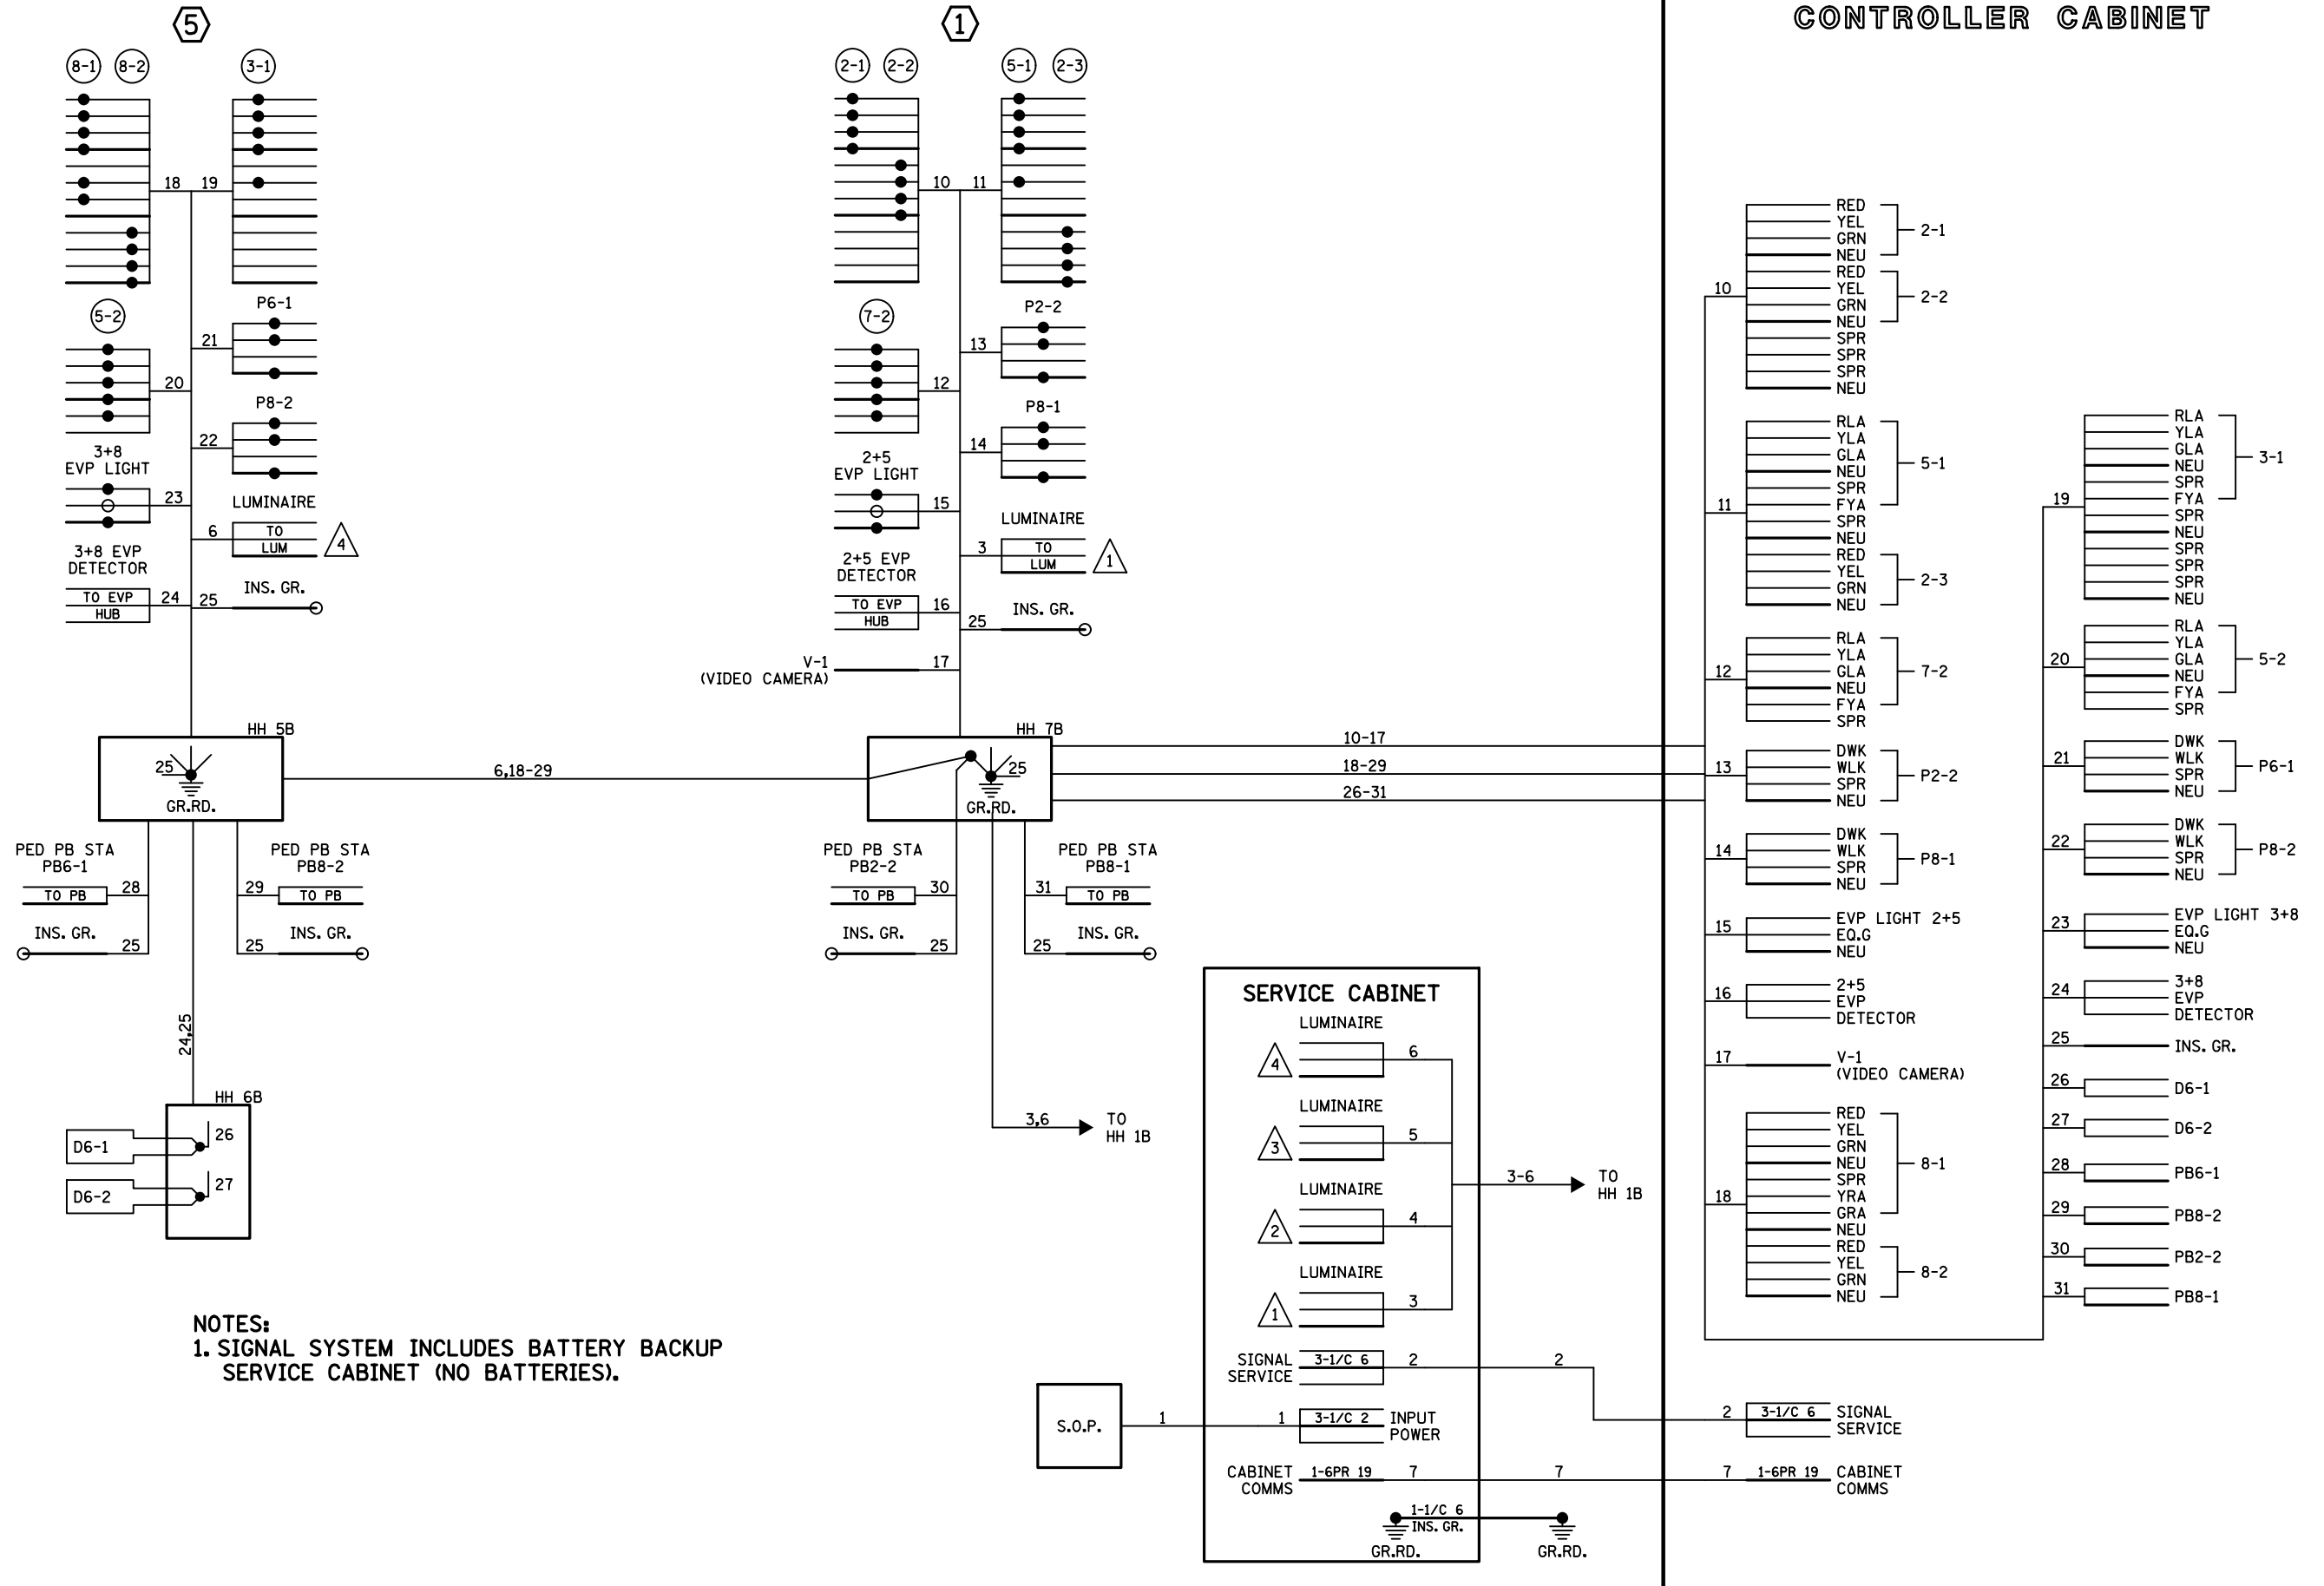 5
8-1 8-2 3-1
18 19
5-2
P6-1
21
20
P8-2
22
3+8
EVP LIGHT
23
LUMINAIRE
6
TO
LUM
4
3+8 EVP
DETECTOR
TO EVP
HUB
24
25
INS. GR.
HH 5B
25
GR.RD.
6,18-29
PED PB STA
PB6-1
TO PB
28
INS. GR.
25
PED PB STA
PB8-2
29
TO PB
INS. GR.
25
24,25
HH 6B
D6-1
26
D6-2
27
1
2-1 2-2 5-1 2-3
10 11
7-2
P2-2
13
12
P8-1
14
2+5
EVP LIGHT
15
LUMINAIRE
3
TO
LUM
1
2+5 EVP
DETECTOR
TO EVP
HUB
16
INS. GR.
25
V-1
(VIDEO CAMERA)
17
HH 7B
25
GR.RD.
10-17
18-29
26-31
PED PB STA
PB2-2
TO PB
30
INS. GR.
25
PED PB STA
PB8-1
31
TO PB
INS. GR.
25
3,6
TO
HH 1B
SERVICE CABINET
LUMINAIRE
4
6
LUMINAIRE
3
5
LUMINAIRE
2
4
LUMINAIRE
1
3
3-6
TO
HH 1B
SIGNAL
SERVICE
3-1/C 6
2
2
S.O.P.
1
1
3-1/C 2
INPUT
POWER
CABINET
COMMS
1-6PR 19
7
7
1-1/C 6
INS. GR.
GR.RD.
GR.RD.
NOTES:
1. SIGNAL SYSTEM INCLUDES BATTERY BACKUP
SERVICE CABINET (NO BATTERIES).
CONTROLLER CABINET
10
RED
YEL
GRN
NEU
2-1
RED
YEL
GRN
NEU
2-2
SPR
SPR
SPR
NEU
11
RLA
YLA
GLA
NEU
SPR
FYA
5-1
SPR
NEU
RED
YEL
GRN
NEU
2-3
12
RLA
YLA
GLA
NEU
FYA
7-2
SPR
13
DWK
WLK
SPR
NEU
P2-2
14
DWK
WLK
SPR
NEU
P8-1
15
EVP LIGHT 2+5
EQ.G
NEU
16
2+5
EVP
DETECTOR
17
V-1
(VIDEO CAMERA)
18
RED
YEL
GRN
NEU
SPR
YRA
GRA
8-1
NEU
RED
YEL
GRN
NEU
8-2
2
3-1/C 6
SIGNAL
SERVICE
7
1-6PR 19
CABINET
COMMS
19
RLA
YLA
GLA
NEU
SPR
FYA
3-1
SPR
NEU
SPR
SPR
SPR
NEU
20
RLA
YLA
GLA
NEU
FYA
5-2
SPR
21
DWK
WLK
SPR
NEU
P6-1
22
DWK
WLK
SPR
NEU
P8-2
23
EVP LIGHT 3+8
EQ.G
NEU
24
3+8
EVP
DETECTOR
25
INS. GR.
26
D6-1
27
D6-2
28
PB6-1
29
PB8-2
30
PB2-2
31
PB8-1